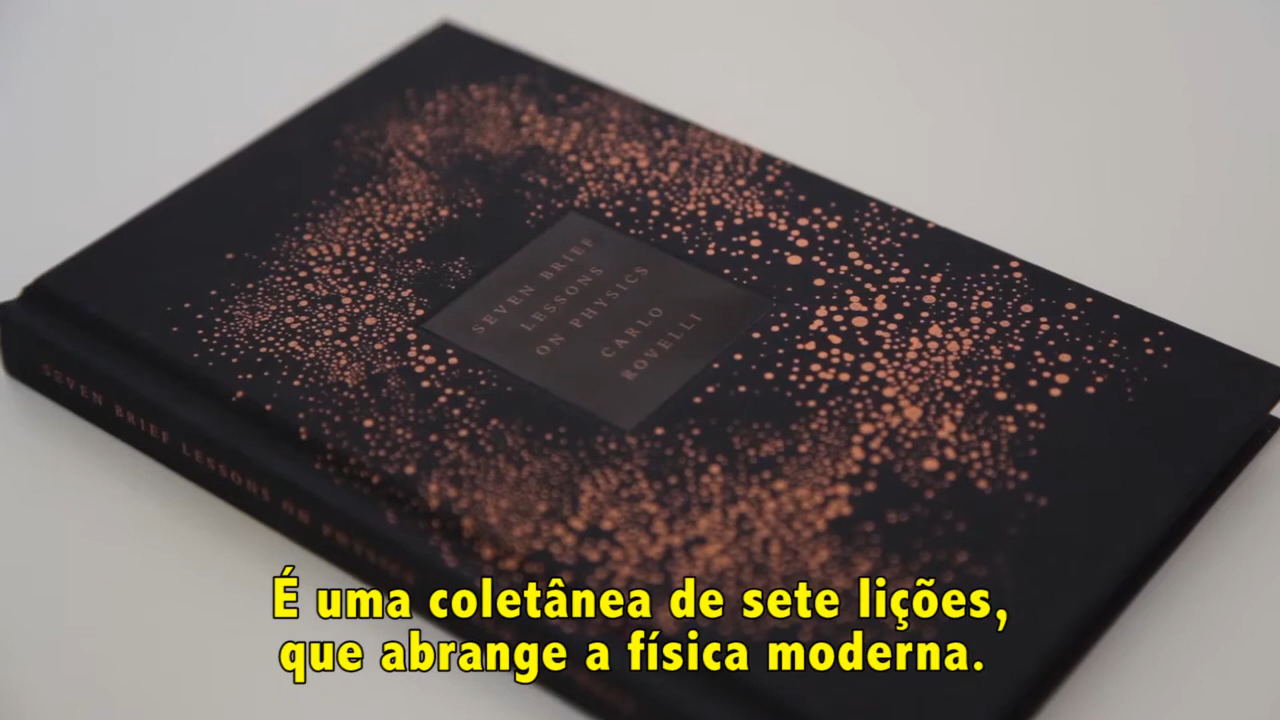 SEVEN BRIEF
LESSONS
ON PHYSICS
CARLO
ROVELLI
SEVEN BRIEF LESSONS ON PHYSICS
É uma coletânea de sete lições,
que abrange a física moderna.